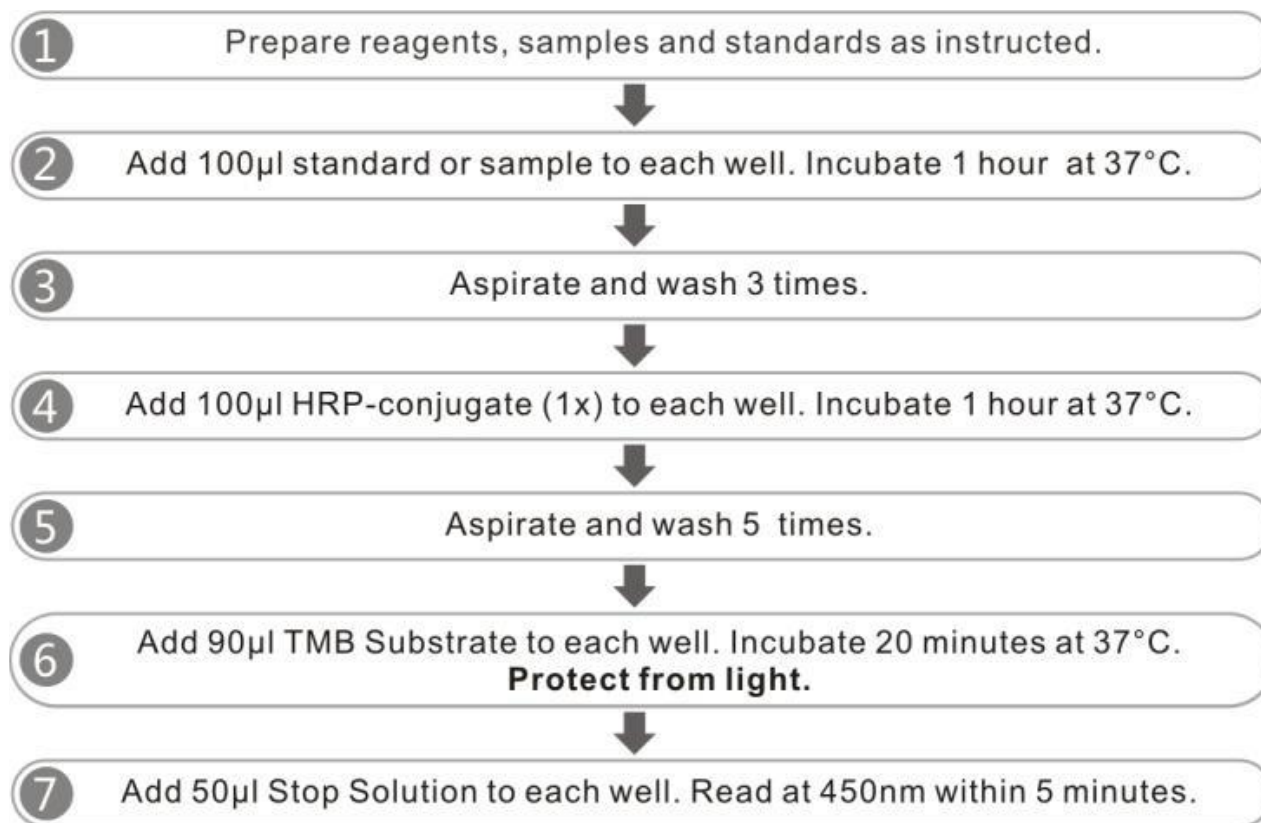 1 Prepare reagents, samples and standards as instructed.
2 Add 100μl standard or sample to each well. Incubate 1 hour at 37°C.
3 Aspirate and wash 3 times.
4 Add 100μl HRP-conjugate (1x) to each well. Incubate 1 hour at 37°C.
5 Aspirate and wash 5 times.
6 Add 90μl TMB Substrate to each well. Incubate 20 minutes at 37°C.
Protect from light.
7 Add 50μl Stop Solution to each well. Read at 450nm within 5 minutes.